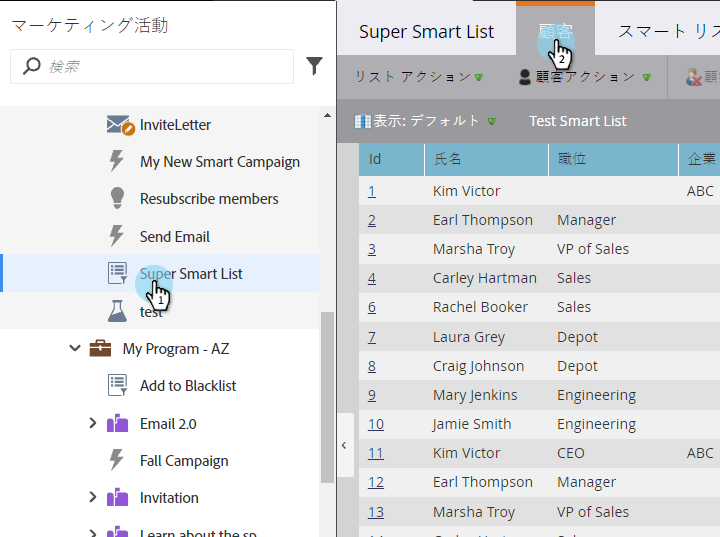 マーケティング活動
検索
InviteLetter
My New Smart Campaign
Resubscribe members
Send Email
Super Smart List
1
test
My Program - AZ
Add to Blacklist
Email 2.0
Fall Campaign
Invitation
Learn about the sp
Super Smart List
顧客
2
スマート リス
リスト アクション
顧客アクション
顧
表示: デフォルト
Test Smart List
Id 氏名 職位 企業
1 Kim Victor ABC
2 Earl Thompson Manager
3 Marsha Troy VP of Sales
4 Carley Hartman Sales
6 Rachel Booker Sales
7 Laura Grey Depot
8 Craig Johnson Depot
9 Mary Jenkins Engineering
10 Jamie Smith Engineering
11 Kim Victor CEO ABC
12 Earl Thompson Manager
13 Marsha Troy VP of Sales